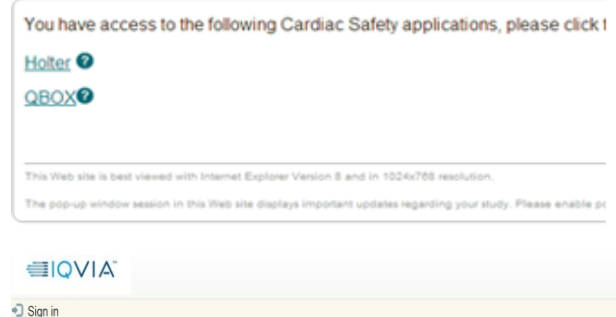 You have access to the following Cardiac Safety applications, please click
Holter ?
QBOX ?
This Web site is best viewed with Internet Explorer Version 8 and in 1024x768 resolution.
The pop-up window session in this Web site displays important updates regarding your study. Please enable
IQVIA™
Sign in